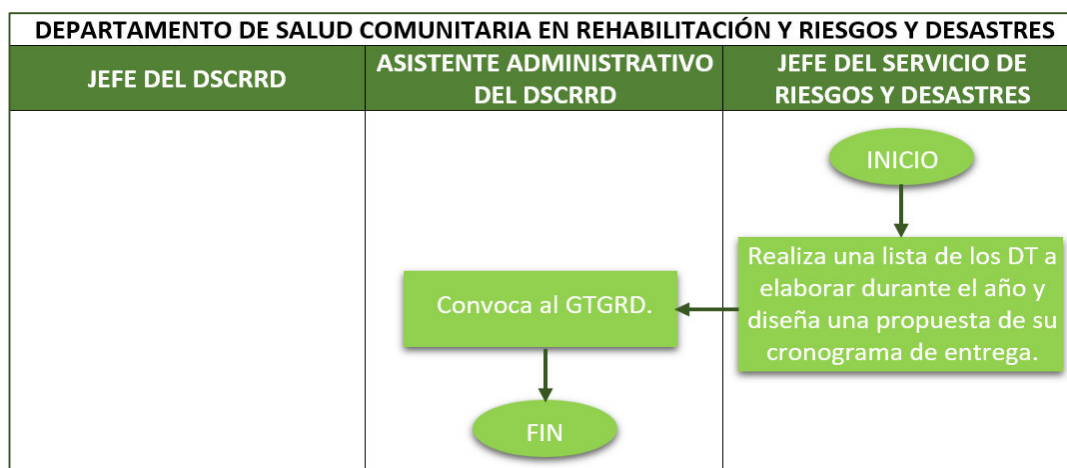 DEPARTAMENTO DE SALUD COMUNITARIA EN REHABILITACIÓN Y RIESGOS Y DESASTRES
JEFE DEL DSCRRD
ASISTENTE ADMINISTRATIVO
DEL DSCRRD
JEFE DEL SERVICIO DE
RIESGOS Y DESASTRES
INICIO
Realiza una lista de los DT a
elaborar durante el año y
diseña una propuesta de su
cronograma de entrega.
Convoca al GTGRD.
FIN